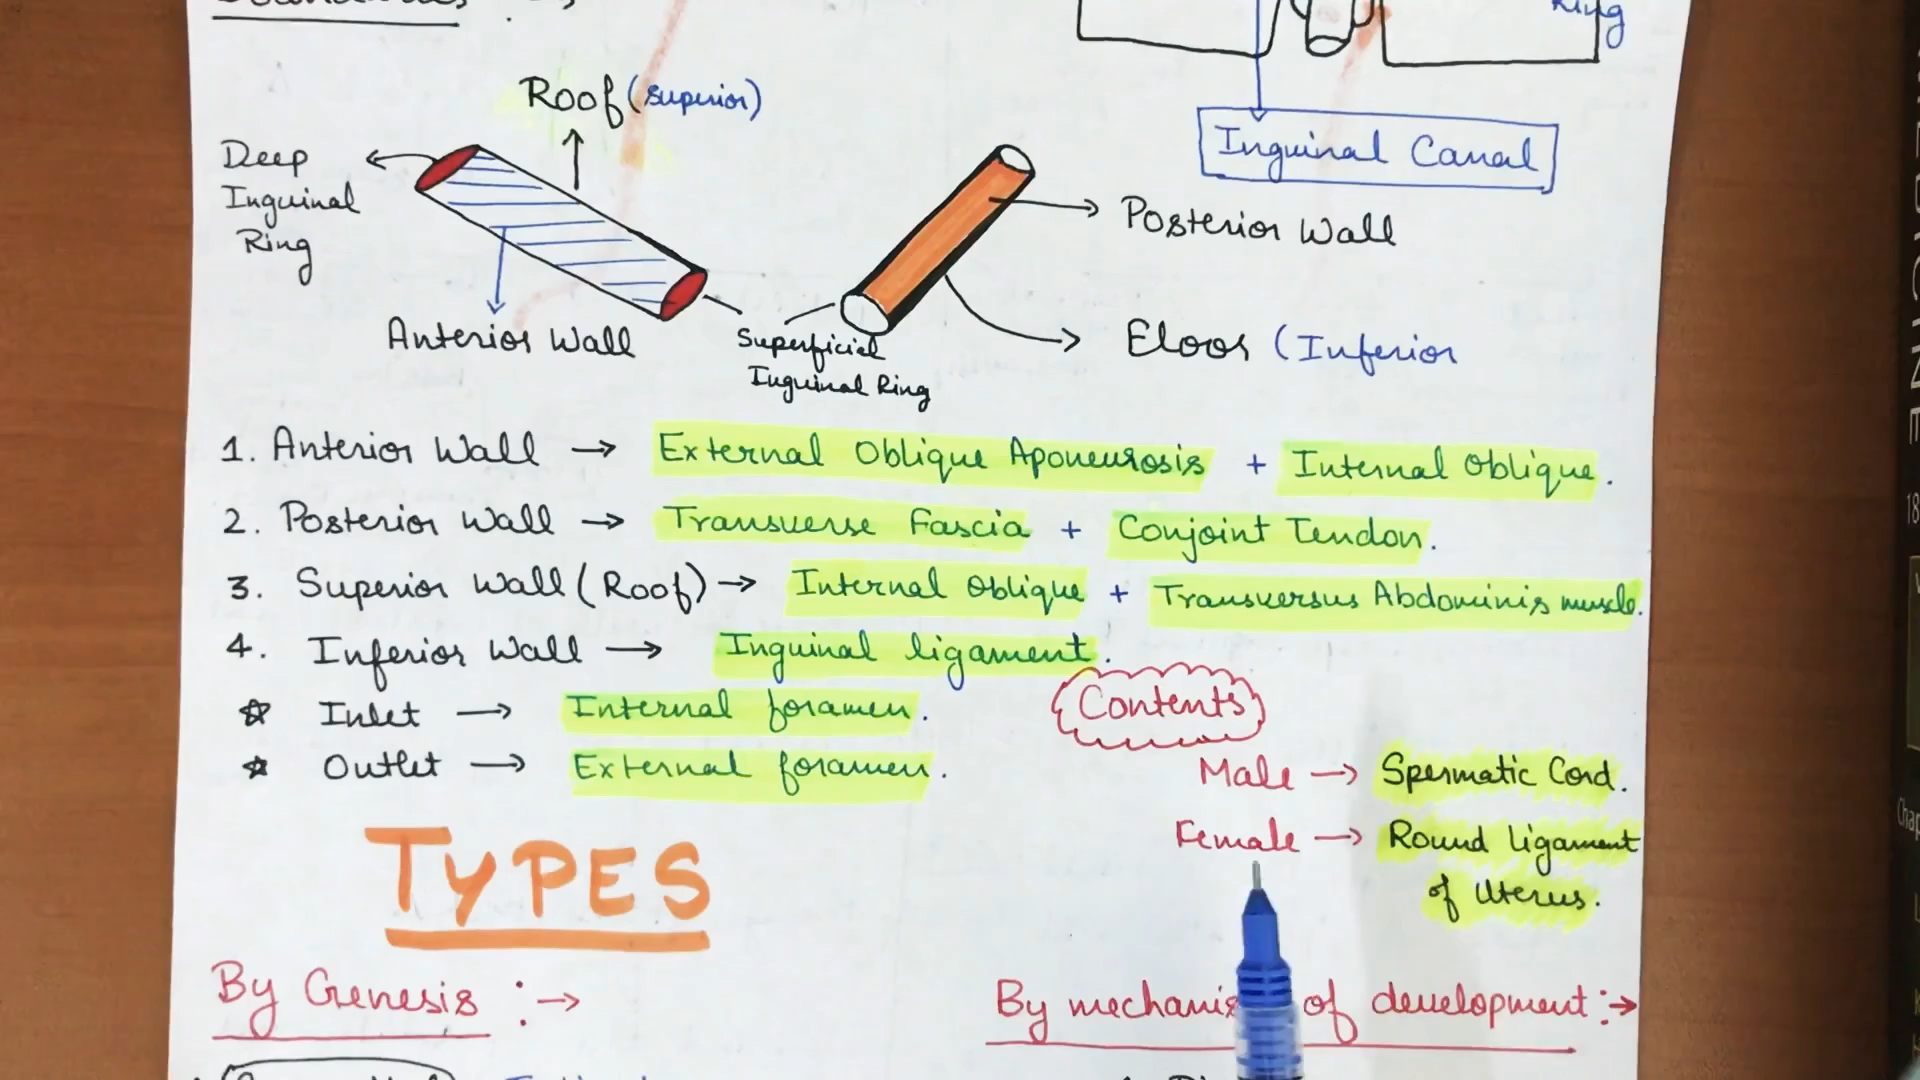 Boundaries :
Ring
Roof (superior)
Deep
Inguinal
Ring
Inguinal Canal
Posterior Wall
Anterior Wall
Superficial
Inguinal Ring
Floor (Inferior
1. Anterior Wall → External Oblique Aponeurosis + Internal Oblique.
2. Posterior Wall → Transverse Fascia + Conjoint Tendon.
3. Superior Wall (Roof) → Internal Oblique + Transversus Abdominis muscle.
4. Inferior Wall → Inguinal ligament.
☆ Inlet → Internal foramen.
☆ Outlet → External foramen.
Contents
Male → Spermatic Cord.
Female → Round Ligament
of Uterus.
TYPES
By Genesis :→
By mechanis of development :→